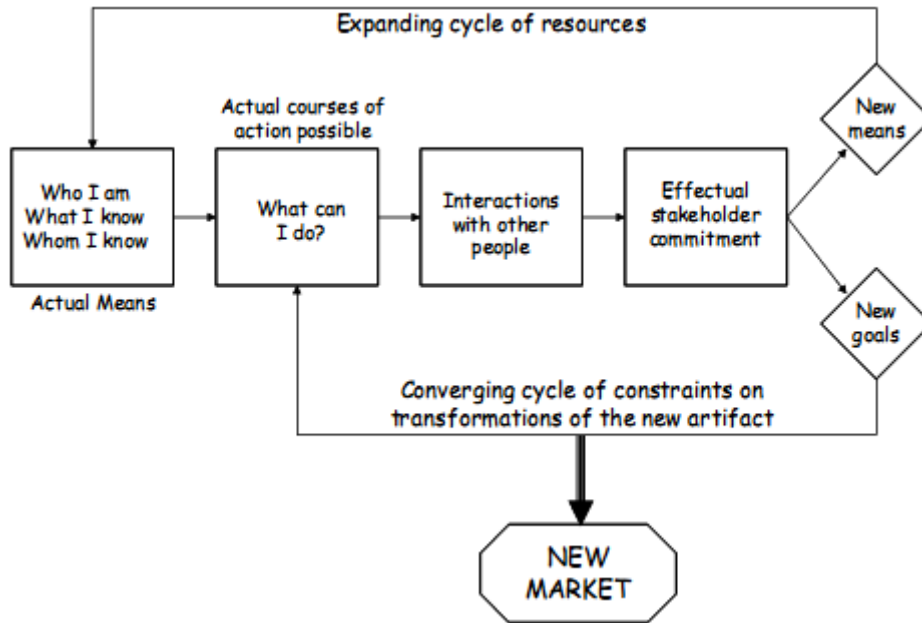 Expanding cycle of resources
New
means
Actual courses of
action possible
Who I am
What I know
Whom I know
What can
I do?
Interactions
with other
people
Effectual
stakeholder
commitment
Actual Means
New
goals
Converging cycle of constraints on
transformations of the new artifact
NEW
MARKET